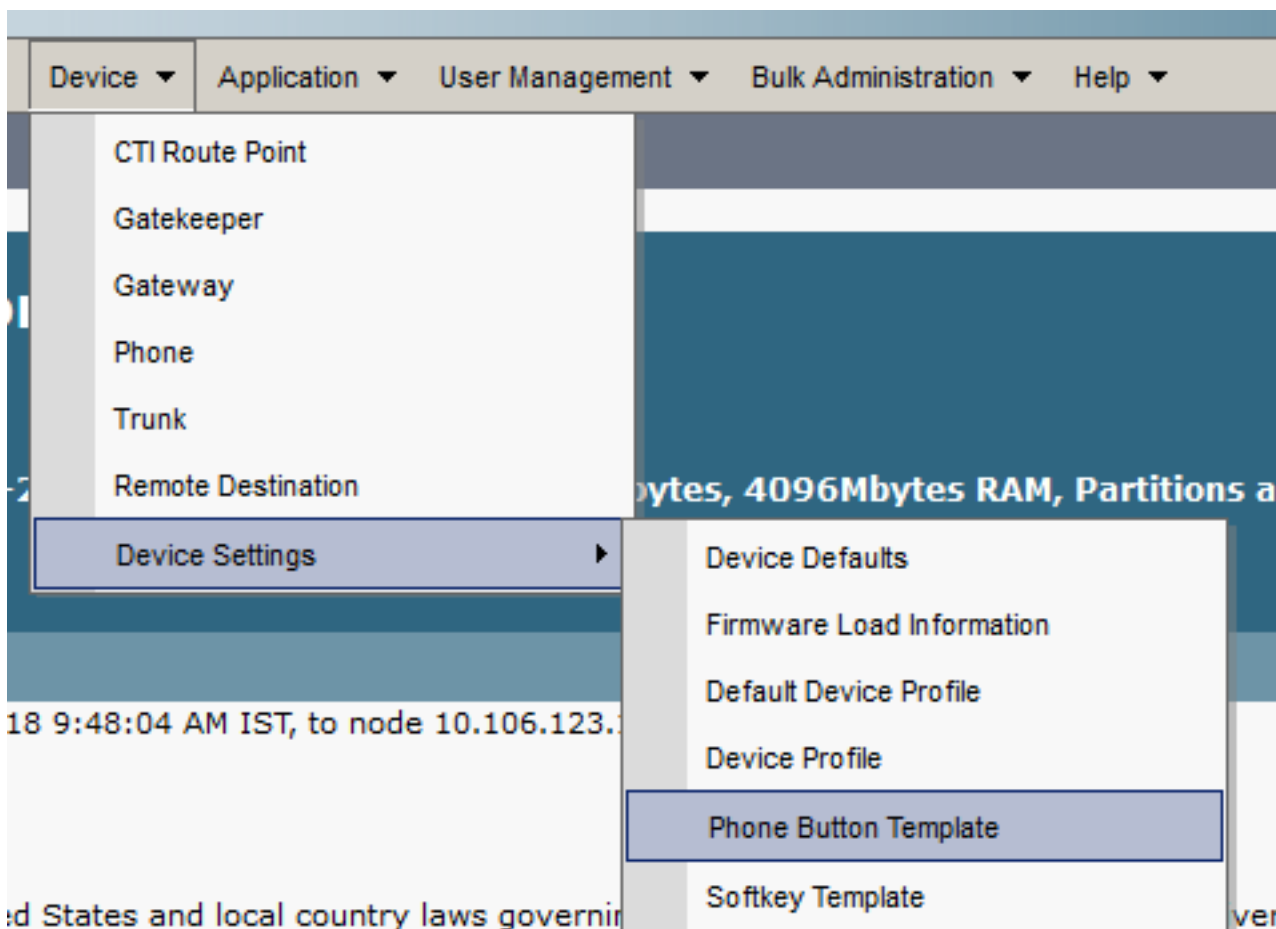 Device Application User Management Bulk Administration Help
CTI Route Point
Gatekeeper
Gateway
Phone
Trunk
Remote Destination
bytes, 4096Mbytes RAM, Partitions a
Device Settings
Device Defaults
Firmware Load Information
Default Device Profile
18 9:48:04 AM IST, to node 10.106.123.
Device Profile
Phone Button Template
Softkey Template
ed States and local country laws governin
ver